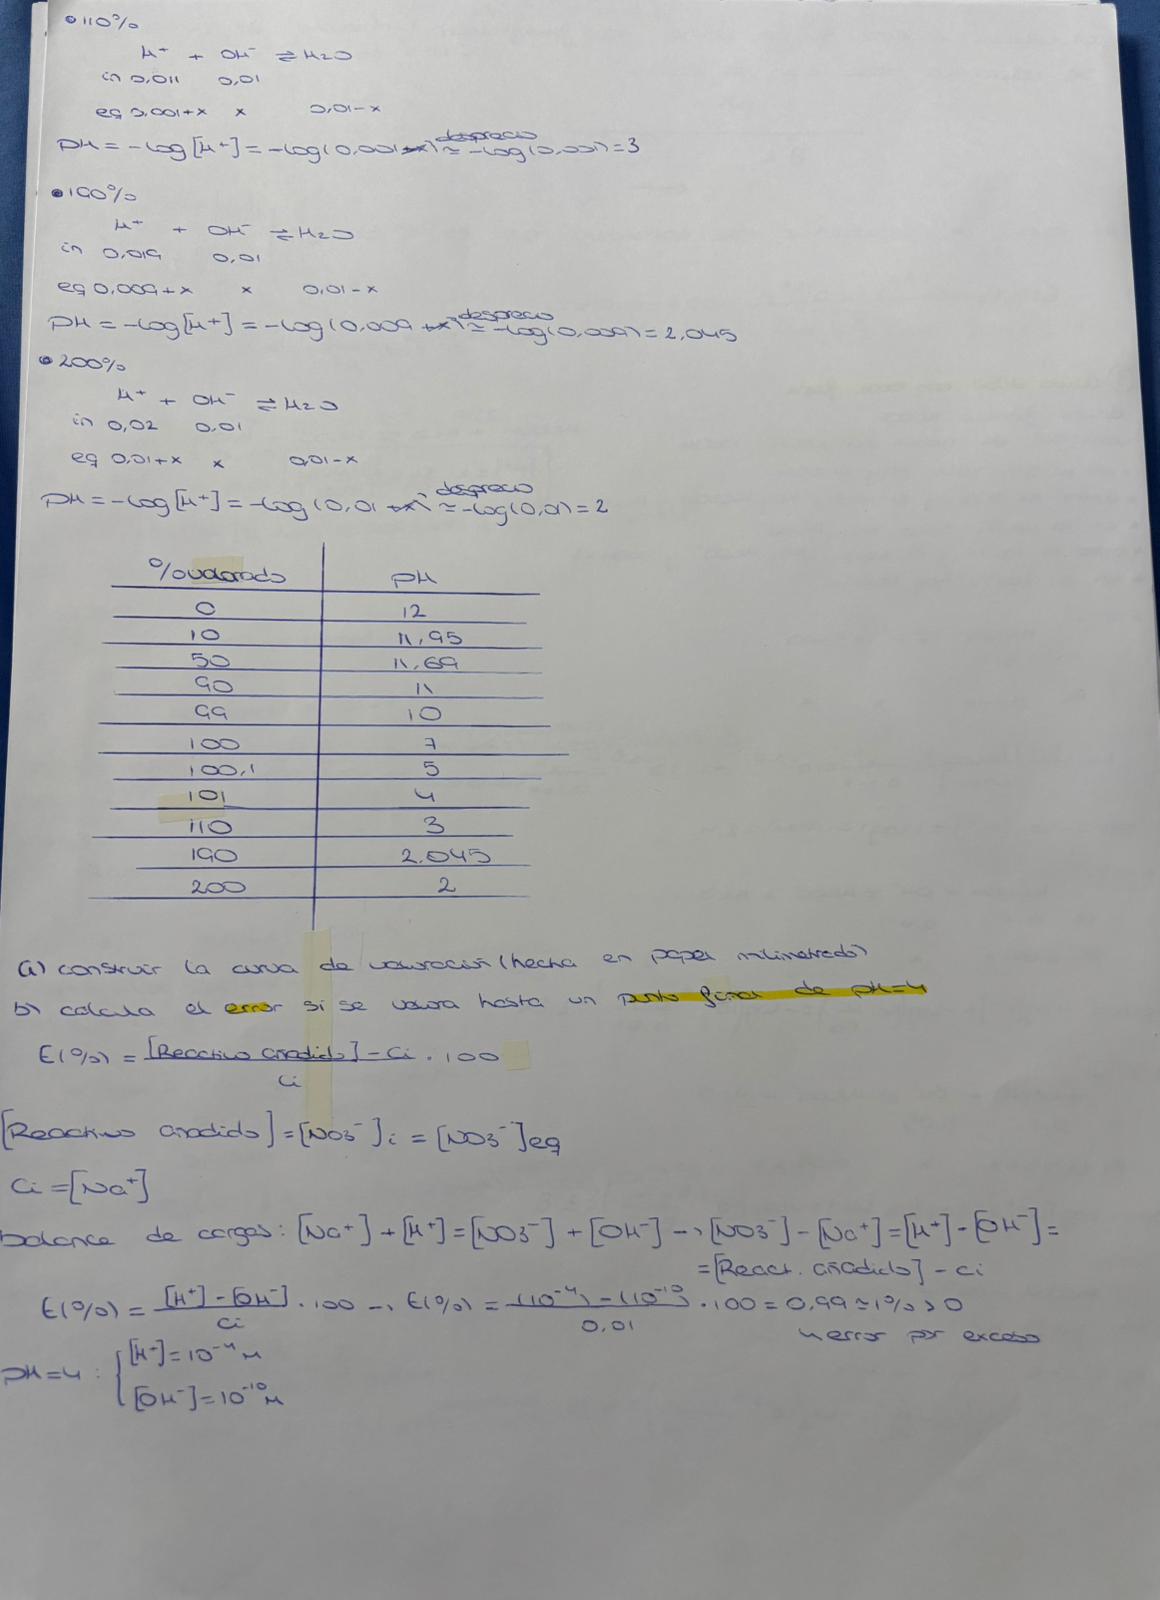 • 110%
H⁺ + OH⁻ ⇌ H₂O
in 0,011 0,01
eq 0,001+x x 0,01-x
pH = -log[H⁺] = -log(0,001+x) desprecio ≃ -log(0,001) = 3
• 190%
H⁺ + OH⁻ ⇌ H₂O
in 0,019 0,01
eq 0,009+x x 0,01-x
pH = -log[H⁺] = -log(0,009+x) desprecio ≃ -log(0,009) = 2,045
• 200%
H⁺ + OH⁻ ⇌ H₂O
in 0,02 0,01
eq 0,01+x x 0,01-x
pH = -log[H⁺] = -log(0,01+x) desprecio ≃ -log(0,01) = 2
% valorado pH
0 12
10 11,95
50 11,69
90 11
99 10
100 7
100,1 5
101 4
110 3
190 2.045
200 2
a) construir la curva de valoración (hecha en papel milimetrado)
b) calcula el error si se valora hasta un punto final de pH=4
E(%) = [Reactivo añadido] - Ci / Ci · 100
[Reactivo añadido] = [NO₃⁻]i = [NO₃⁻]eq
Ci = [Na⁺]
balance de cargas: [Na⁺] + [H⁺] = [NO₃⁻] + [OH⁻] → [NO₃⁻] - [Na⁺] = [H⁺] - [OH⁻] =
= [React. añadido] - Ci
E(%) = [H⁺] - [OH⁻] / Ci · 100 → E(%) = (10⁻⁴) - (10⁻¹⁰) / 0,01 · 100 = 0,99 ≃ 1% > 0
↳ error por exceso
pH=4 : { [H⁺] = 10⁻⁴ M
[OH⁻] = 10⁻¹⁰ M